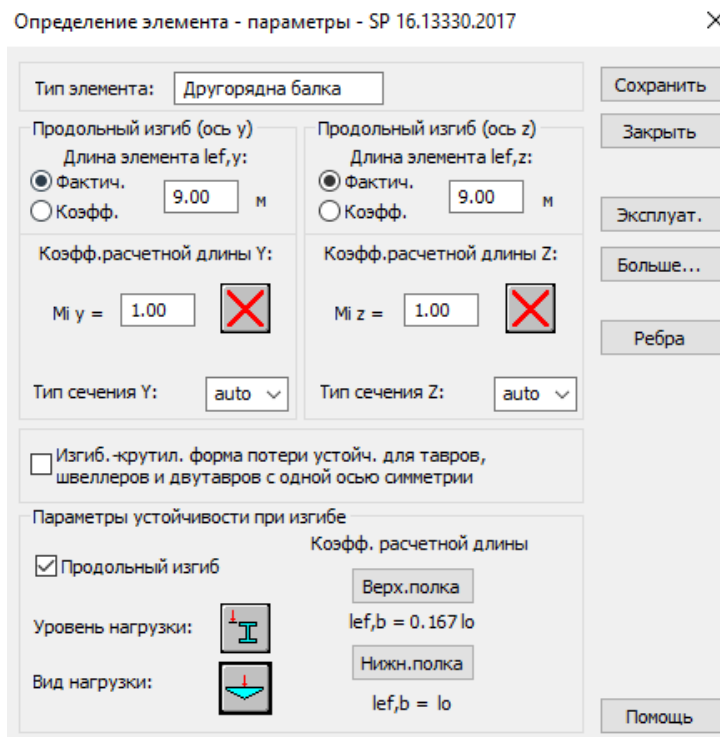 Определение элемента - параметры - SP 16.13330.2017
Тип элемента: Другорядна балка
Сохранить
Закрыть
Продольный изгиб (ось y) Продольный изгиб (ось z)
Длина элемента lef,y: Длина элемента lef,z:
Фактич. 9.00 м Фактич. 9.00 м
Коэфф. Коэфф.
Эксплуат.
Коэфф.расчетной длины Y: Коэфф.расчетной длины Z:
Больше...
Mi y = 1.00 Mi z = 1.00
Ребра
Тип сечения Y: auto Тип сечения Z: auto
Изгиб.-крутил. форма потери устойч. для тавров,
швеллеров и двутавров с одной осью симметрии
Параметры устойчивости при изгибе
Коэфф. расчетной длины
Продольный изгиб
Верх.полка
Уровень нагрузки: lef,b = 0.167 lo
Нижн.полка
Вид нагрузки:
lef,b = lo
Помощь